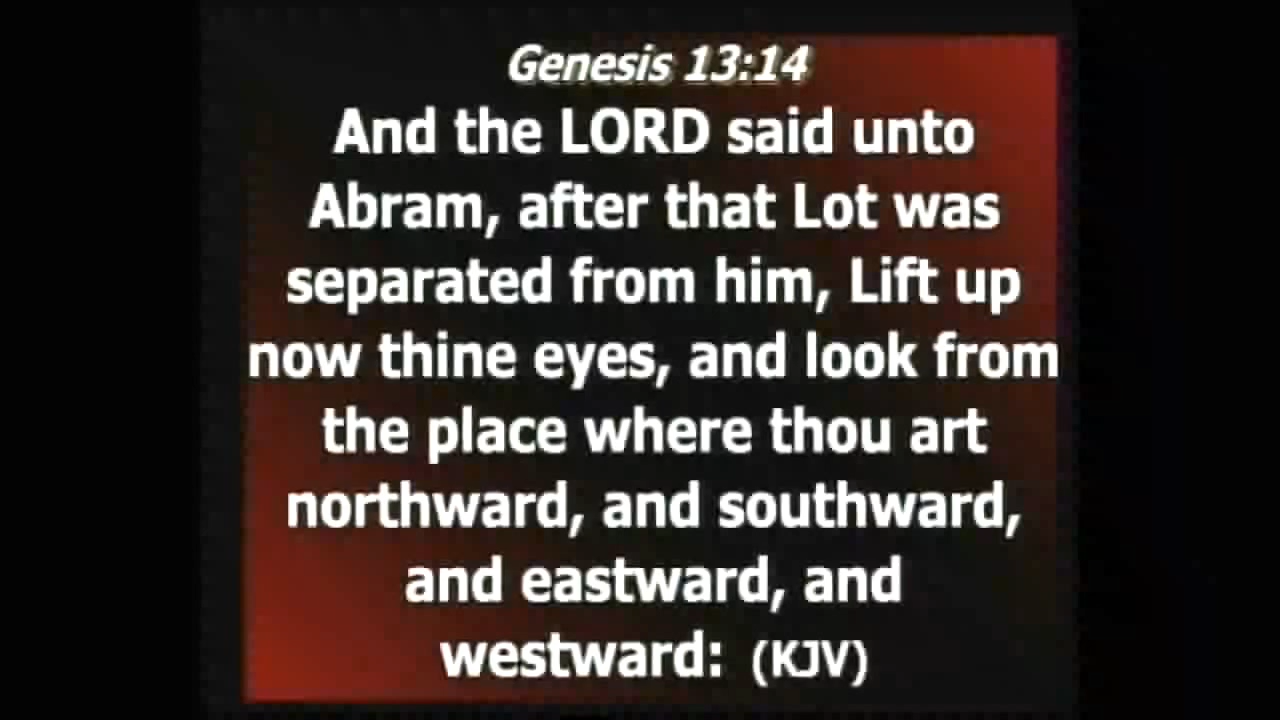 Genesis 13:14
And the LORD said unto
Abram, after that Lot was
separated from him, Lift up
now thine eyes, and look from
the place where thou art
northward, and southward,
and eastward, and
westward: (KJV)